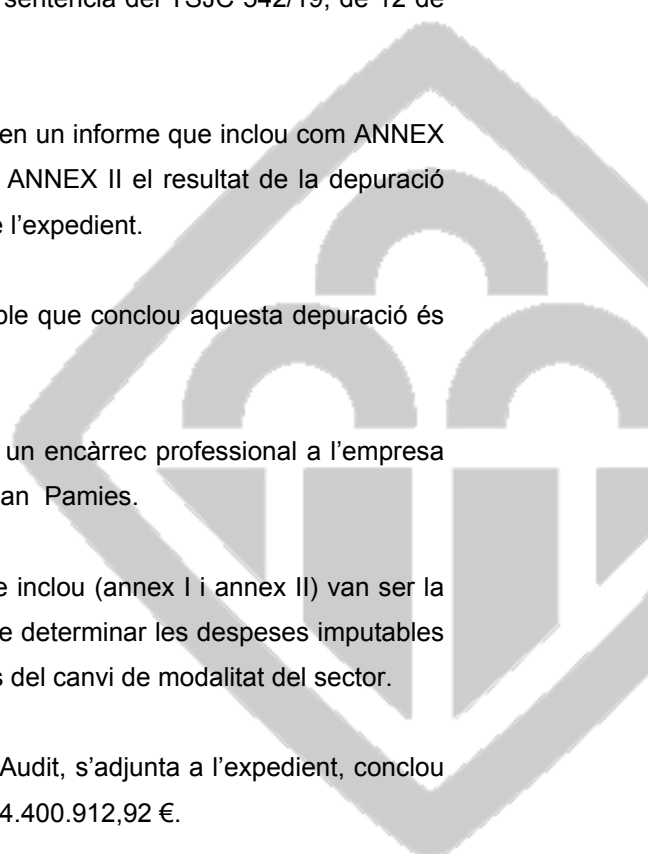 sentència del TSJC 542/19, de 12 de
en un informe que inclou com ANNEX
ANNEX II el resultat de la depuració
e l'expedient.
ble que conclou aquesta depuració és
un encàrrec professional a l'empresa
an Pamies.
e inclou (annex I i annex II) van ser la
e determinar les despeses imputables
s del canvi de modalitat del sector.
Audit, s'adjunta a l'expedient, conclou
4.400.912,92 €.